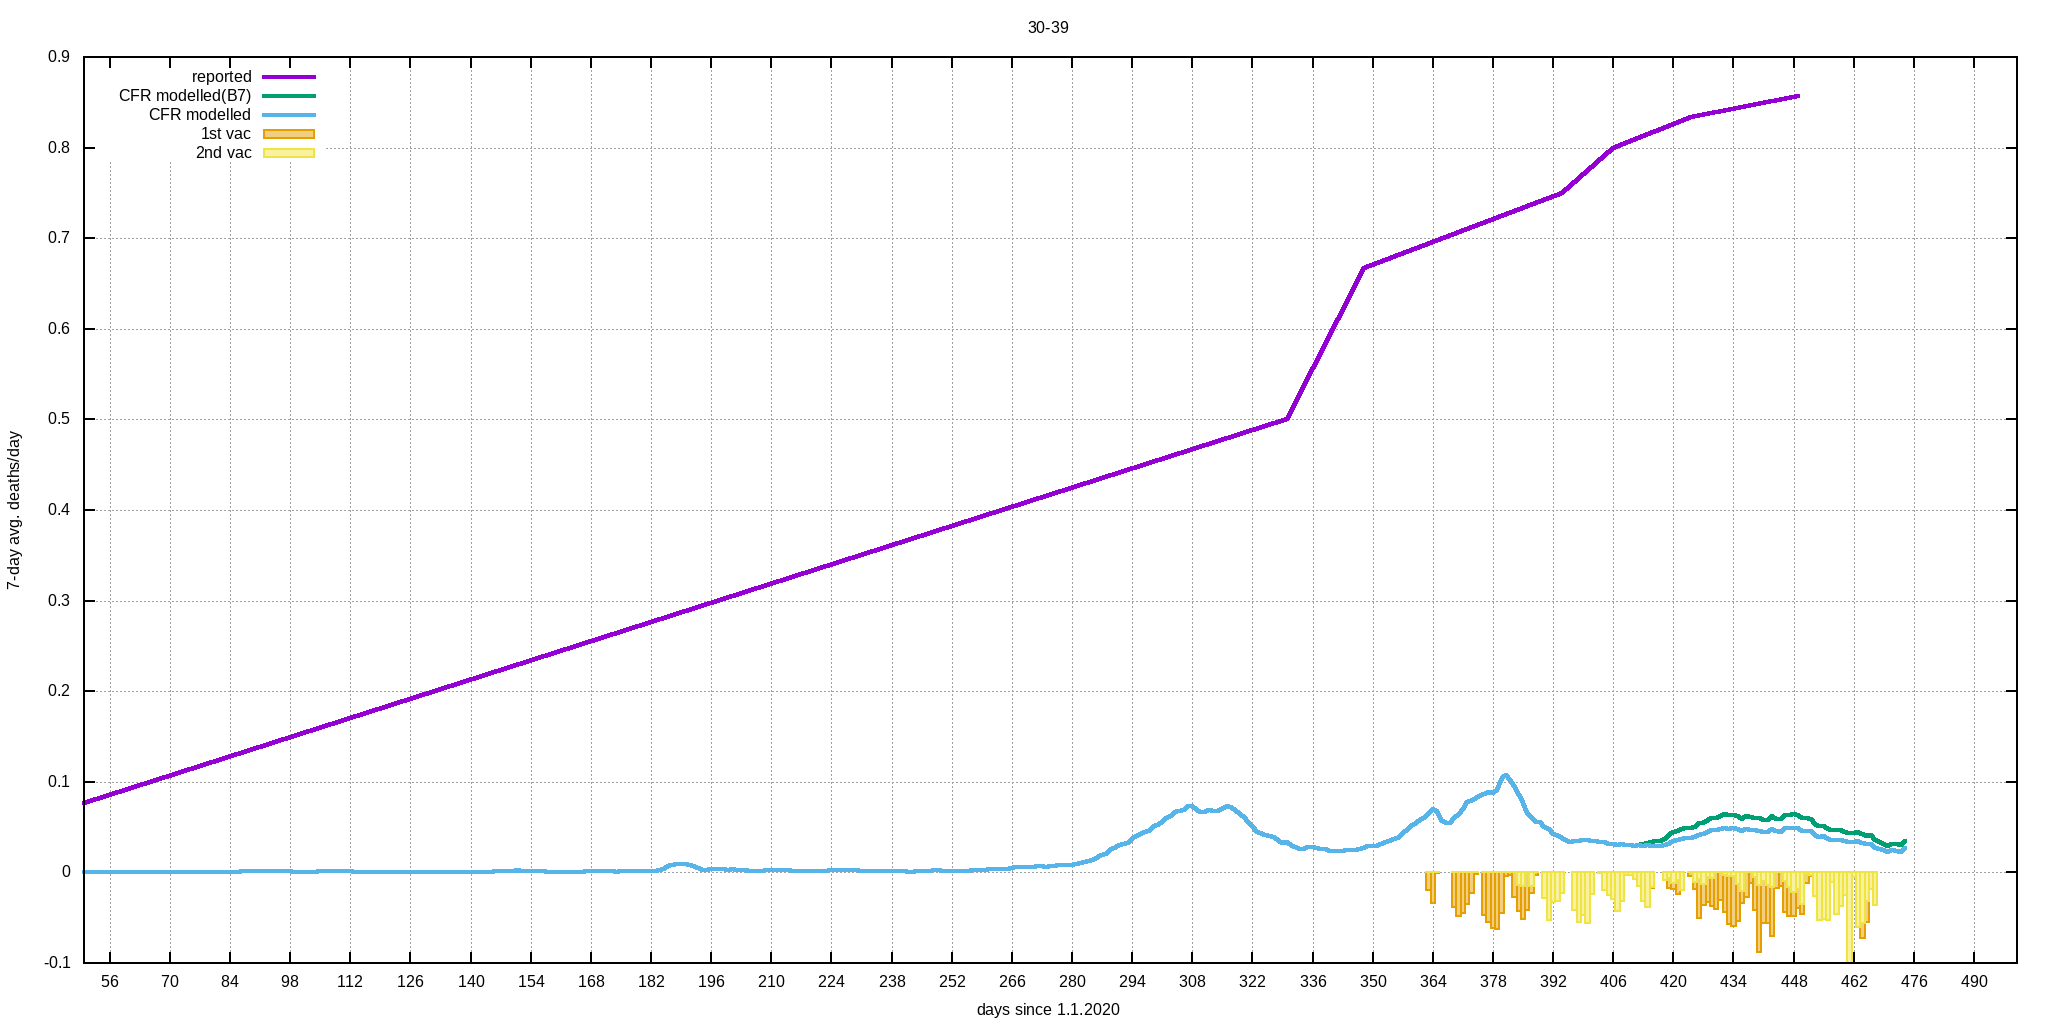 30-39
0.9
0.8
0.7
0.6
0.5
0.4
0.3
0.2
0.1
0
-0.1
7-day avg. deaths/day
reported
CFR modelled(B7)
CFR modelled
1st vac
2nd vac
56 70 84 98 112 126 140 154 168 182 196 210 224 238 252 266 280 294 308 322 336 350 364 378 392 406 420 434 448 462 476 490
days since 1.1.2020